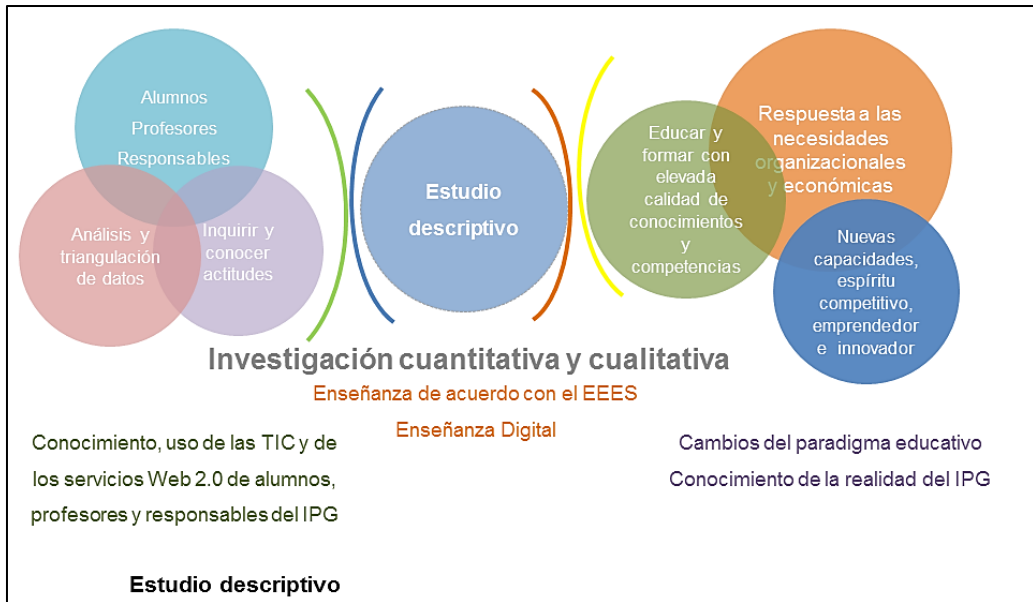 Alumnos
Profesores
Responsables
Análisis y
triangulación
de datos
Inquirir y
conocer
actitudes
Estudio
descriptivo
Educar y
formar con
elevada
calidad de
conocimientos
y
competencias
Respuesta a las
necesidades
organizacionales
y económicas
Nuevas
capacidades,
espíritu
competitivo,
emprendedor
e innovador
Investigación cuantitativa y cualitativa
Enseñanza de acuerdo con el EEES
Enseñanza Digital
Conocimiento, uso de las TIC y de
los servicios Web 2.0 de alumnos,
profesores y responsables del IPG
Cambios del paradigma educativo
Conocimiento de la realidad del IPG
Estudio descriptivo